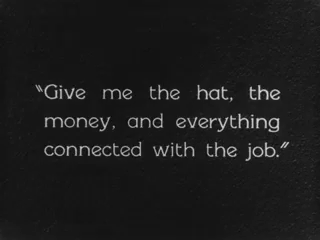 "Give me the hat, the
money, and everything
connected with the job."